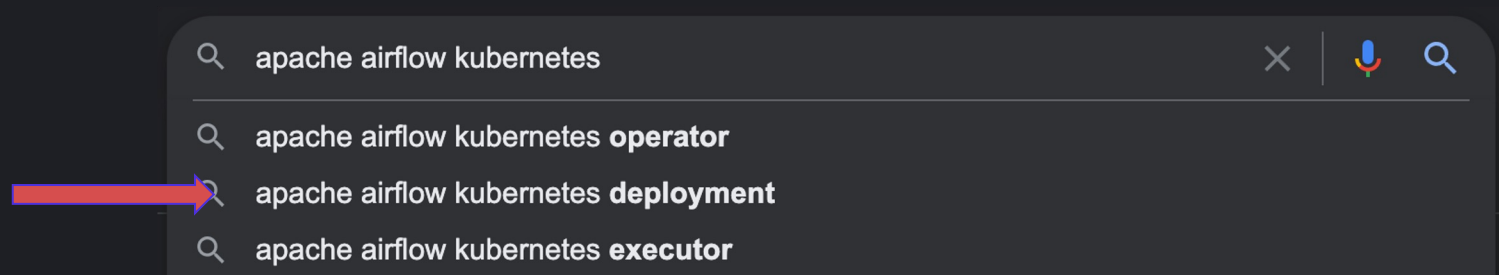 apache airflow kubernetes
apache airflow kubernetes operator
apache airflow kubernetes deployment
apache airflow kubernetes executor